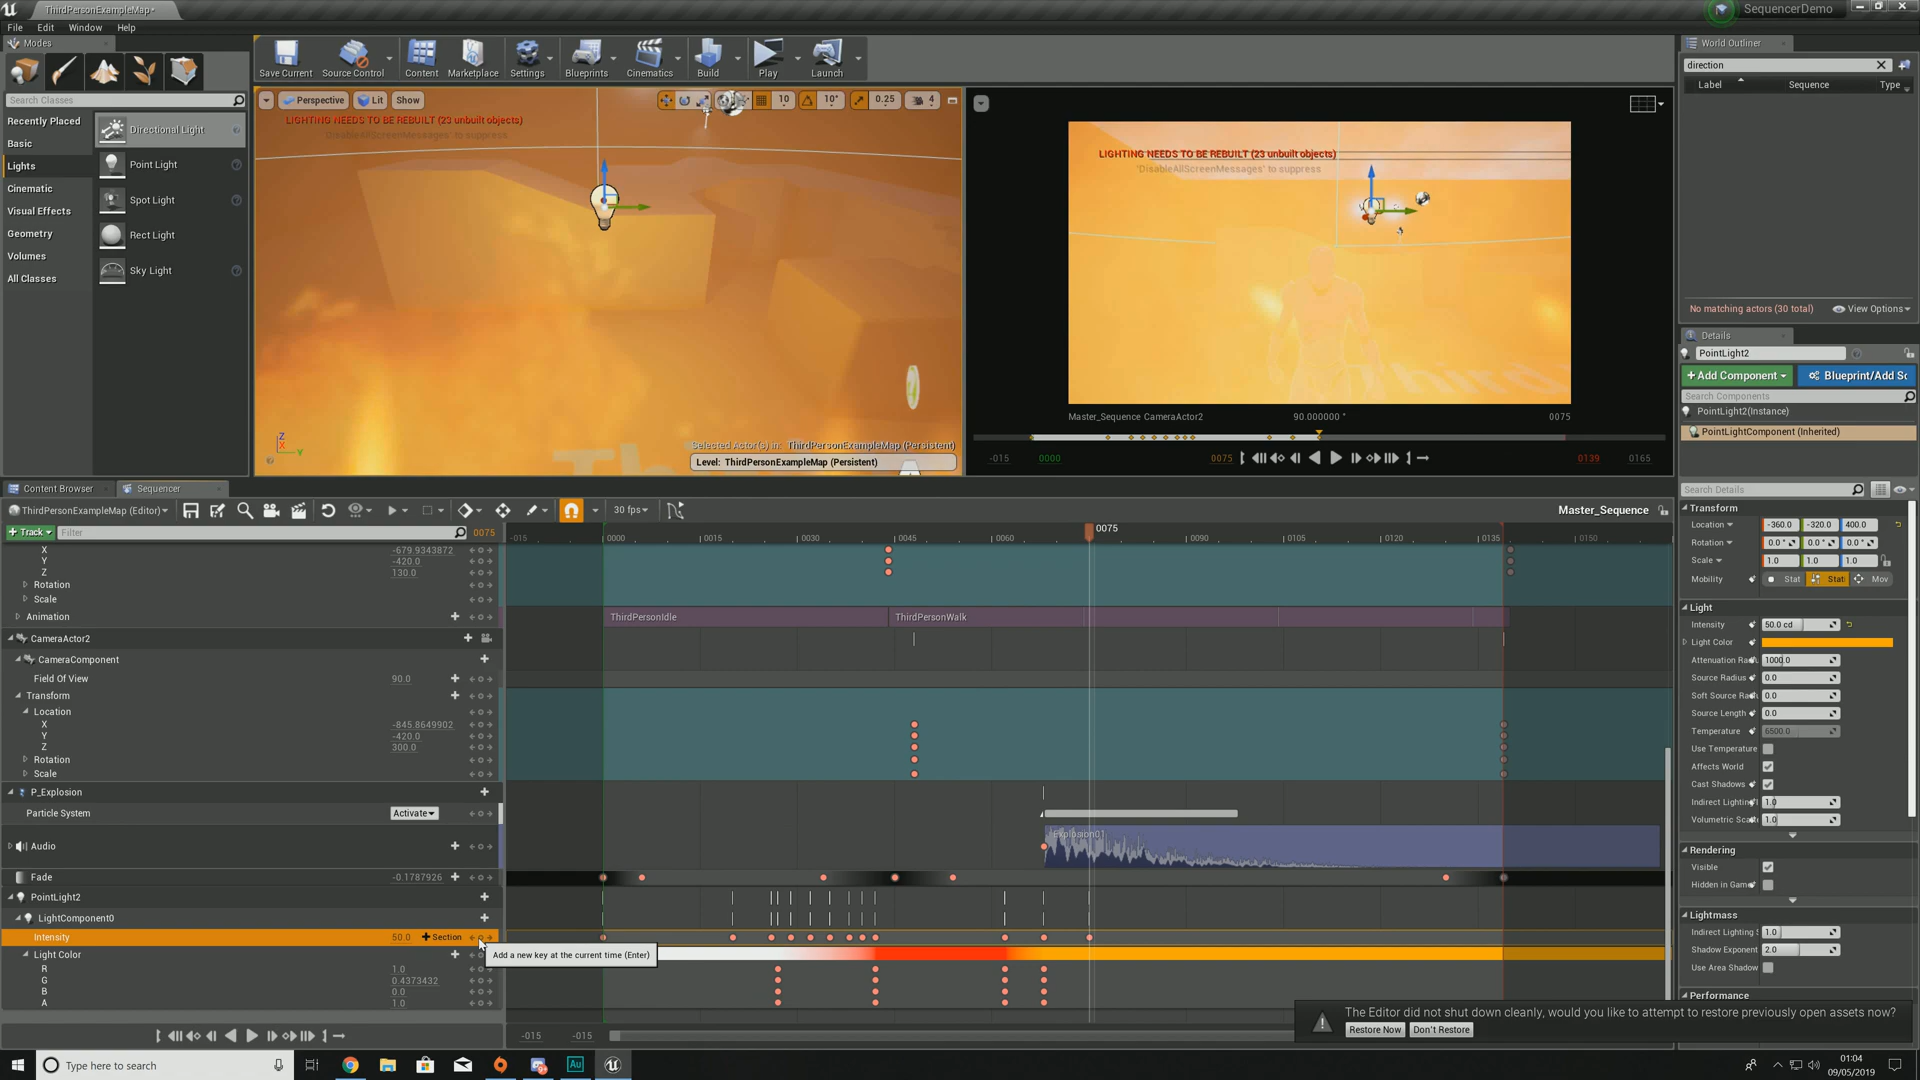 ThirdPersonExampleMap*
SequencerDemo
File Edit Window Help
Modes
Search Classes
Recently Placed
Basic
Lights
Cinematic
Visual Effects
Geometry
Volumes
All Classes
Directional Light
Point Light
Spot Light
Rect Light
Sky Light
Save Current Source Control Content Marketplace Settings Blueprints Cinematics Build Play Launch
Perspective Lit Show
10 10° 0.25 4
LIGHTING NEEDS TO BE REBUILT (23 unbuilt objects)
'DisableAllScreenMessages' to suppress
Selected Actor(s) in: ThirdPersonExampleMap (Persistent)
Level: ThirdPersonExampleMap (Persistent)
LIGHTING NEEDS TO BE REBUILT (23 unbuilt objects)
'DisableAllScreenMessages' to suppress
Master_Sequence CameraActor2 90.000000 ° 0075
-015 0000 0075 0139 0165
World Outliner
direction
Label Sequence Type
No matching actors (30 total) View Options
Details
PointLight2
+Add Component Blueprint/Add Sc
Search Components
PointLight2(Instance)
PointLightComponent (Inherited)
Search Details
Transform
Location -360.0 -320.0 400.0
Rotation 0.0 ° 0.0 ° 0.0 °
Scale 1.0 1.0 1.0
Mobility Stat Stati Mov
Light
Intensity 50.0 cd
Light Color
Attenuation Radi 1000.0
Source Radius 0.0
Soft Source Radi 0.0
Source Length 0.0
Temperature 6500.0
Use Temperature
Affects World
Cast Shadows
Indirect Lighting I 1.0
Volumetric Scatt 1.0
Rendering
Visible
Hidden in Game
Lightmass
Indirect Lighting S 1.0
Shadow Exponent 2.0
Use Area Shadow
Performance
Content Browser Sequencer
ThirdPersonExampleMap (Editor) 30 fps Master_Sequence
+ Track Filter 0075
-015 0000 0015 0030 0045 0060 0075 0090 0105 0120 0135 0150
X -679.9343872
Y -420.0
Z 130.0
Rotation
Scale
Animation
ThirdPersonIdle ThirdPersonWalk
CameraActor2
CameraComponent
Field Of View 90.0
Transform
Location
X -845.8649902
Y -420.0
Z 300.0
Rotation
Scale
P_Explosion
Particle System Activate
Audio
Explosion01
Fade -0.1787926
PointLight2
LightComponent0
Intensity 50.0 +Section
Add a new key at the current time (Enter)
Light Color
R 1.0
G 0.4373432
B 0.0
A 1.0
-015 -015
The Editor did not shut down cleanly, would you like to attempt to restore previously open assets now?
Restore Now Don't Restore
Type here to search
Au
01:04
09/05/2019